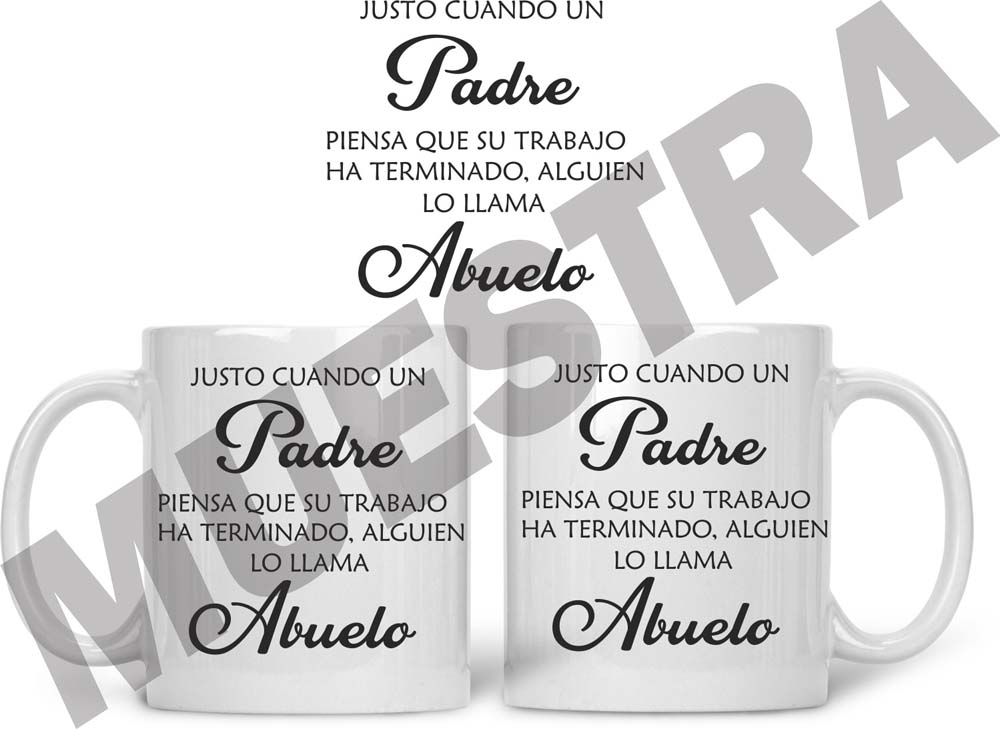 JUSTO CUANDO UN
Padre
PIENSA QUE SU TRABAJO
HA TERMINADO, ALGUIEN
LO LLAMA
Abuelo
JUSTO CUANDO UN
Padre
PIENSA QUE SU TRABAJO
HA TERMINADO, ALGUIEN
LO LLAMA
Abuelo
JUSTO CUANDO UN
Padre
PIENSA QUE SU TRABAJO
HA TERMINADO, ALGUIEN
LO LLAMA
Abuelo
MUESTRA